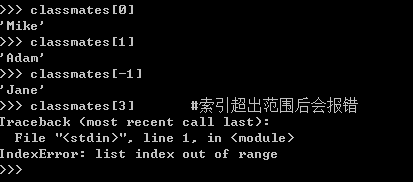 >>> classmates[0]
'Mike'
>>> classmates[1]
'Adam'
>>> classmates[-1]
'Jane'
>>> classmates[3]      #索引超出范围后会报错
Traceback (most recent call last):
  File "<stdin>", line 1, in <module>
IndexError: list index out of range
>>>